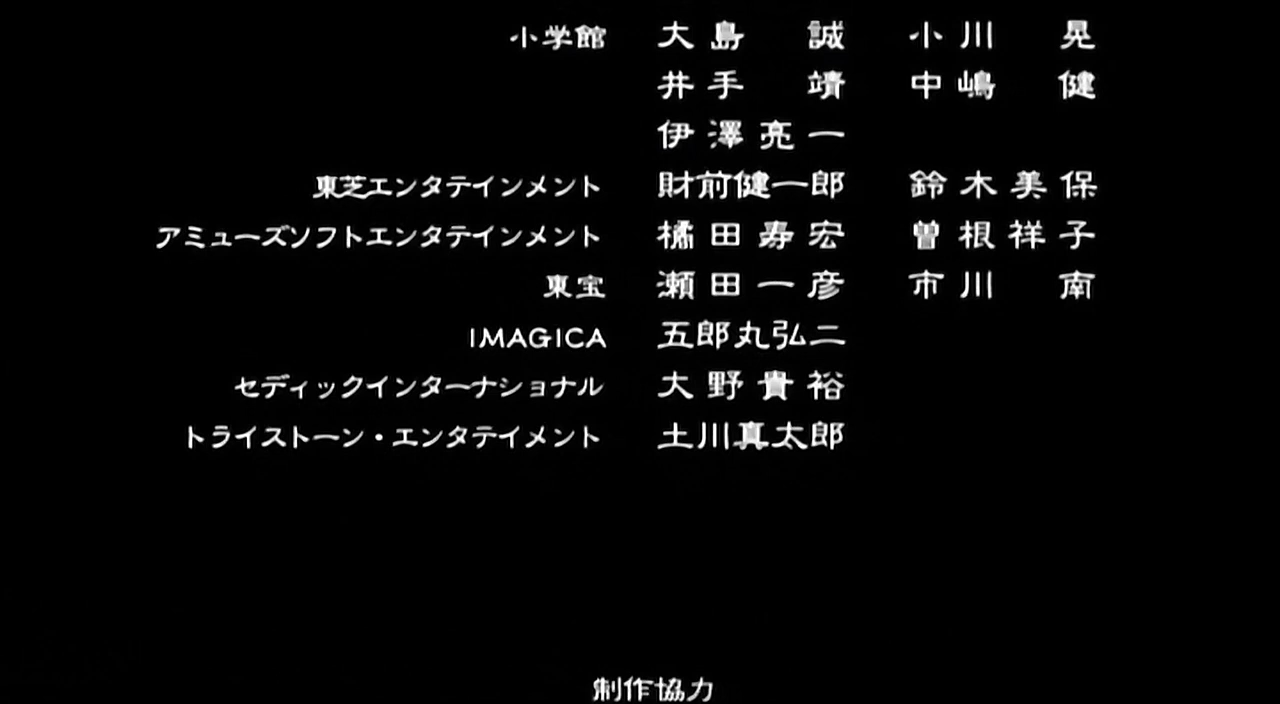 小学館 大島 誠 小川 晃
井手 靖 中嶋 健
伊澤亮一
東芝エンタテインメント 財前健一郎 鈴木美保
アミューズソフトエンタテインメント 橘田寿宏 曽根祥子
東宝 瀬田一彦 市川 南
IMAGICA 五郎丸弘二
セディックインターナショナル 大野貴裕
トライストーン・エンタテイメント 土川真太郎
制作協力